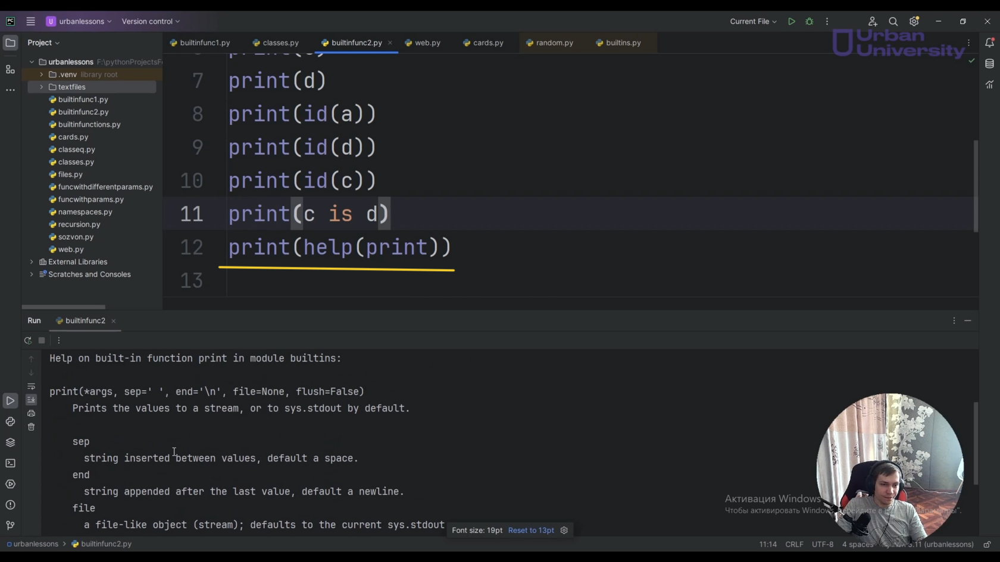 PC
U urbanlessons
Version control
Current File
Urban
University
Project
builtinfunc1.py
classes.py
builtinfunc2.py
web.py
cards.py
random.py
builtins.py
urbanlessons F:\pythonProjectsFo
.venv library root
textfiles
builtinfunc1.py
builtinfunc2.py
builtinfunctions.py
cards.py
classeq.py
classes.py
files.py
funcwithdifferentparams.py
funcwithparams.py
namespaces.py
recursion.py
sozvon.py
web.py
External Libraries
Scratches and Consoles
7 print(d)
8 print(id(a))
9 print(id(d))
10 print(id(c))
11 print(c is d)
12 print(help(print))
13
Run
builtinfunc2
Help on built-in function print in module builtins:
print(*args, sep=' ', end='\n', file=None, flush=False)
Prints the values to a stream, or to sys.stdout by default.
sep
string inserted between values, default a space.
end
string appended after the last value, default a newline.
file
a file-like object (stream); defaults to the current sys.stdout
Активация Windows
Чтобы активировать Windows, перейдите в
Font size: 19pt Reset to 13pt
urbanlessons > builtinfunc2.py
11:14 CRLF UTF-8 4 spaces 3.11 (urbanlessons)